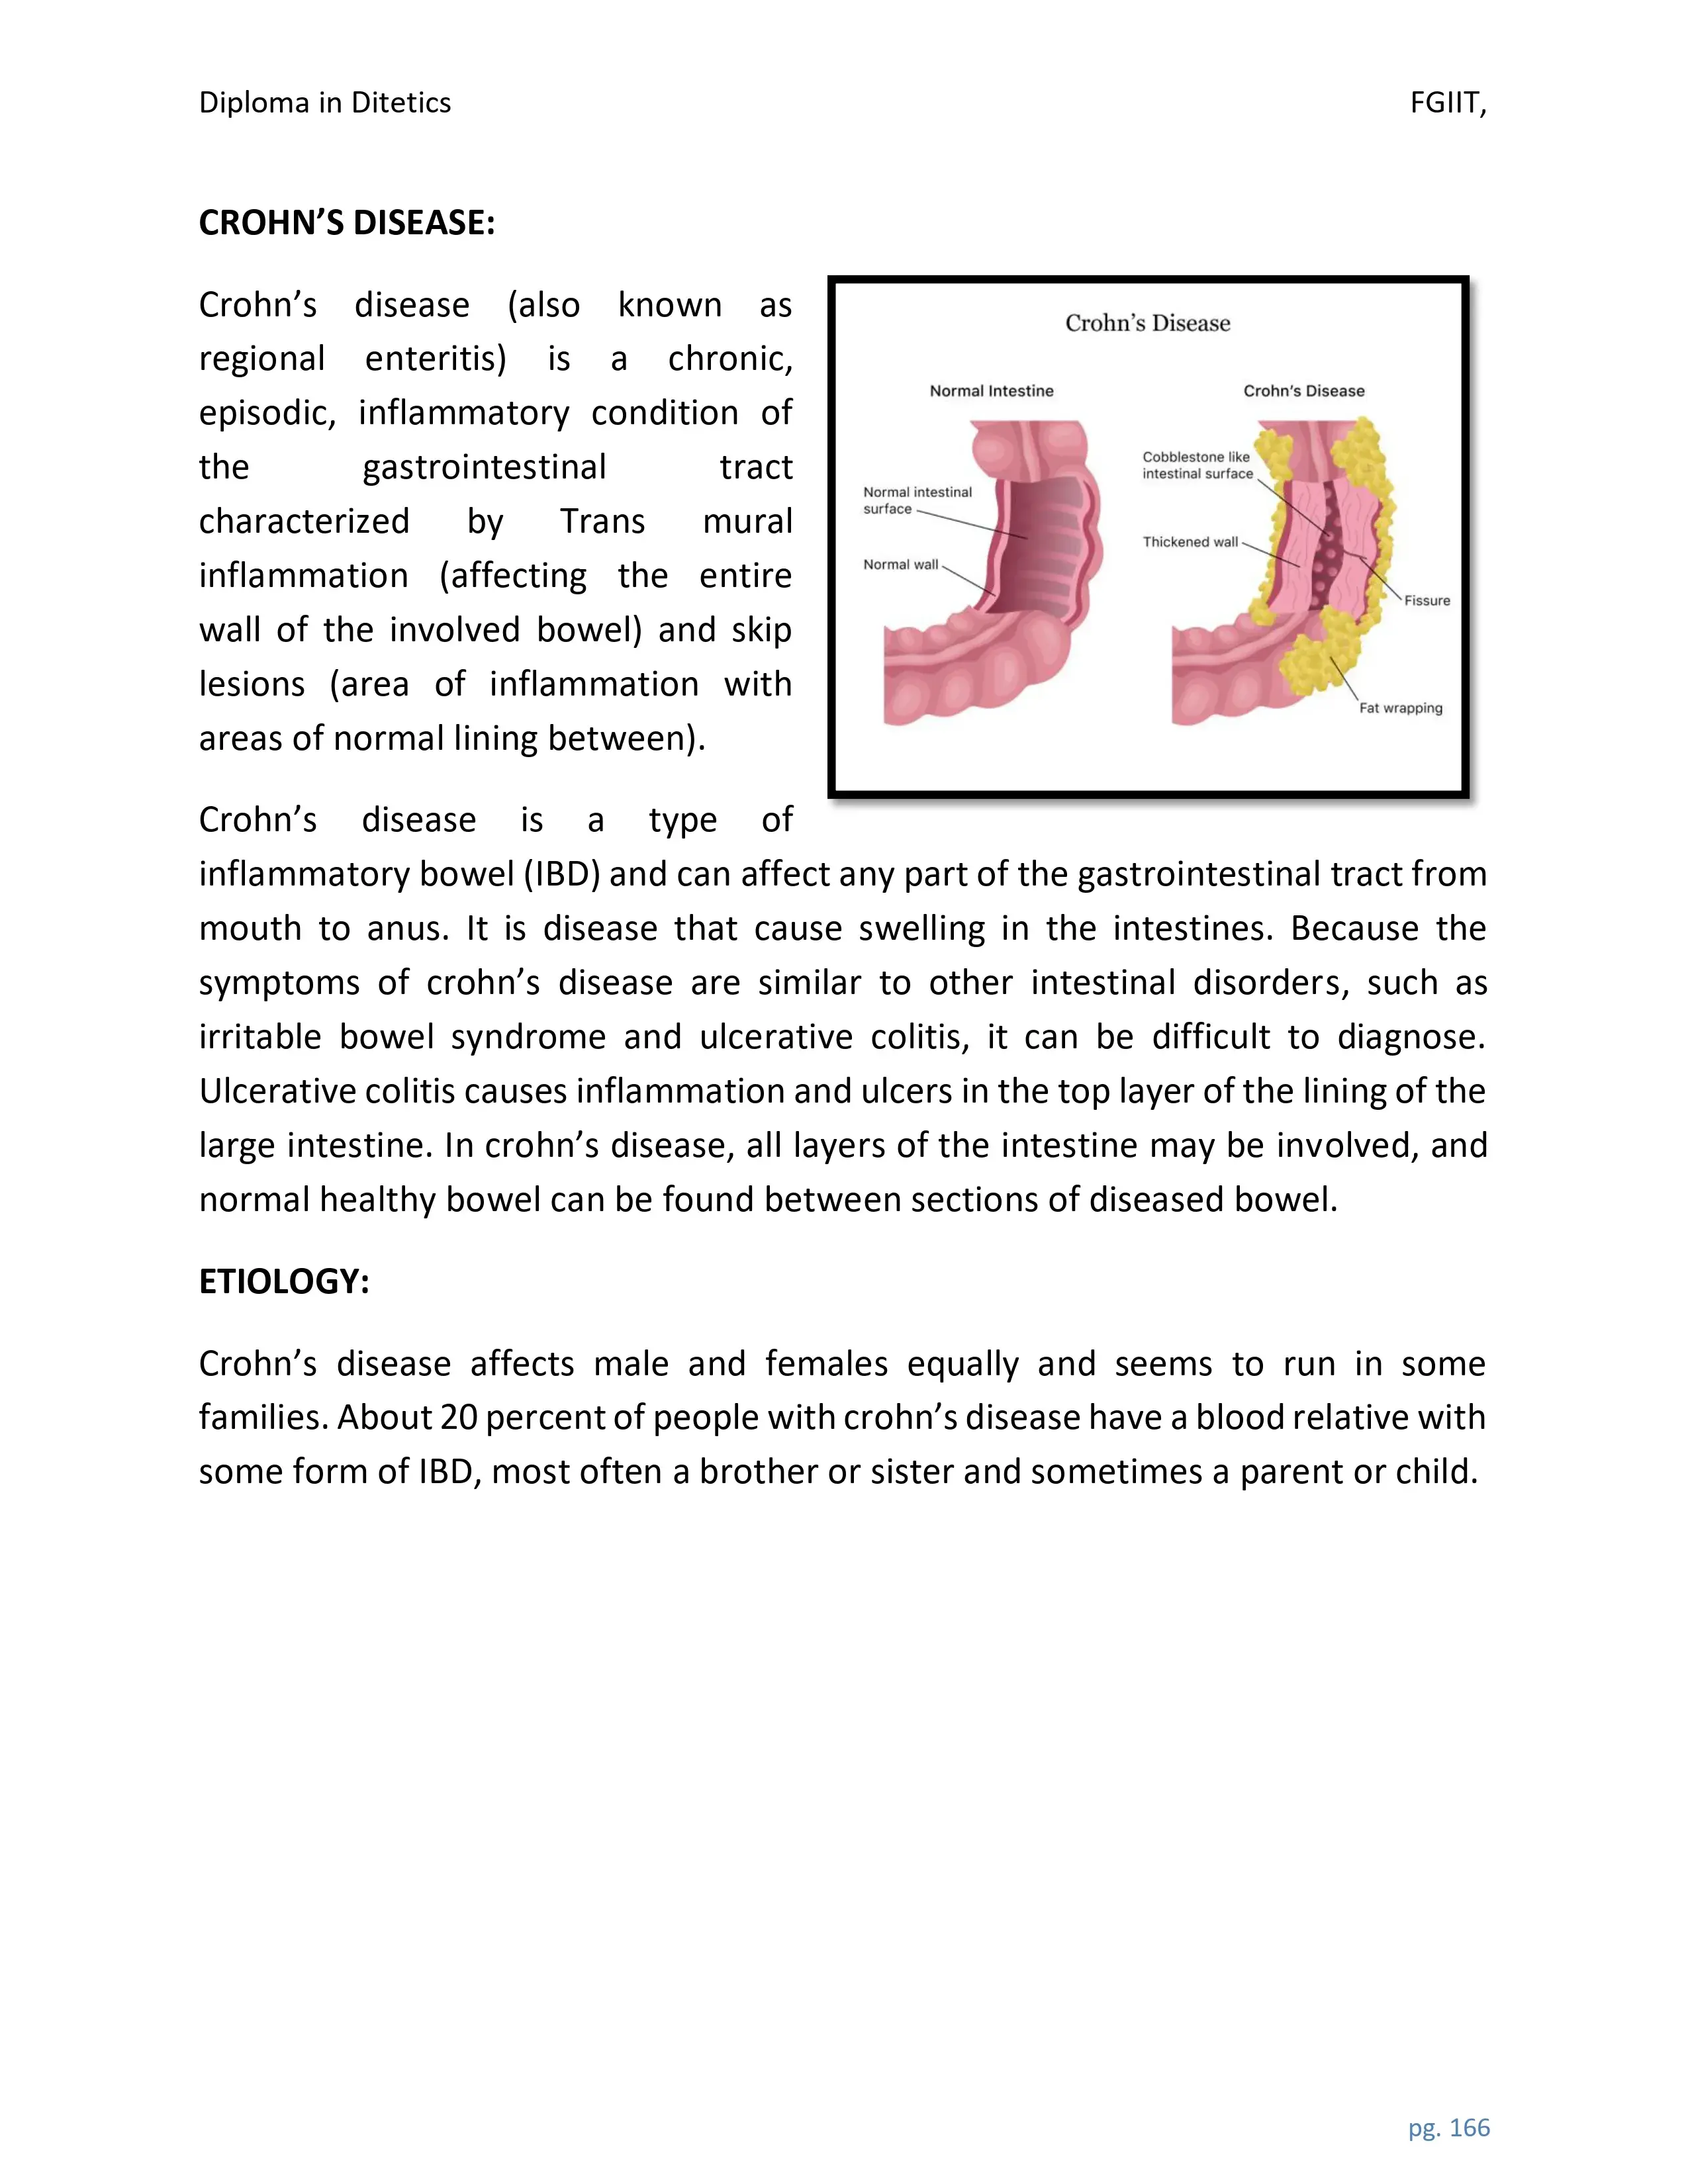 Diploma in Ditetics FGIIT,
CROHN’S DISEASE:
Crohn’s disease (also known as
regional enteritis) is a chronic,
episodic, inflammatory condition of
the gastrointestinal tract
characterized by Trans mural
inflammation (affecting the entire
wall of the involved bowel) and skip
lesions (area of inflammation with
areas of normal lining between).
Crohn’s Disease
Normal Intestine
Normal intestinal
surface
Normal wall
Crohn’s Disease
Cobblestone like
intestinal surface
Thickened wall
Fissure
Fat wrapping
Crohn’s disease is a type of
inflammatory bowel (IBD) and can affect any part of the gastrointestinal tract from
mouth to anus. It is disease that cause swelling in the intestines. Because the
symptoms of crohn’s disease are similar to other intestinal disorders, such as
irritable bowel syndrome and ulcerative colitis, it can be difficult to diagnose.
Ulcerative colitis causes inflammation and ulcers in the top layer of the lining of the
large intestine. In crohn’s disease, all layers of the intestine may be involved, and
normal healthy bowel can be found between sections of diseased bowel.
ETIOLOGY:
Crohn’s disease affects male and females equally and seems to run in some
families. About 20 percent of people with crohn’s disease have a blood relative with
some form of IBD, most often a brother or sister and sometimes a parent or child.
pg. 166